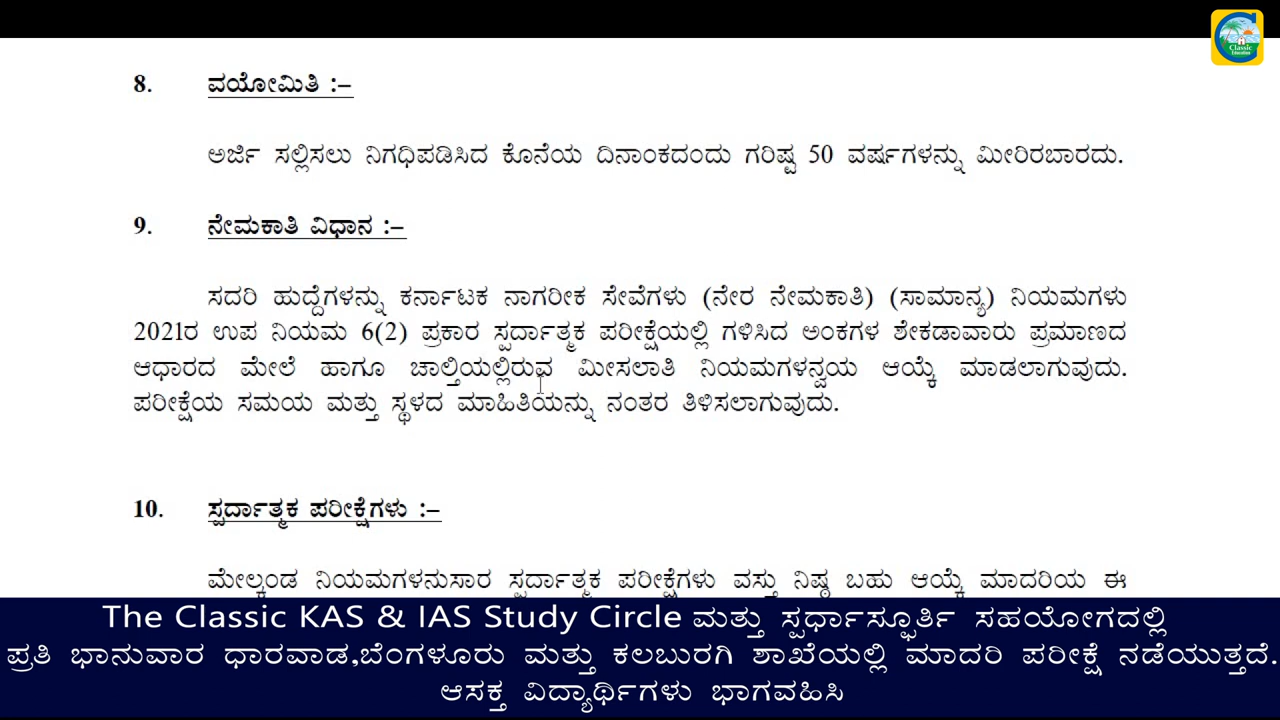 Classic
Education
8. ವಯೋಮಿತಿ :–
ಅರ್ಜಿ ಸಲ್ಲಿಸಲು ನಿಗಧಿಪಡಿಸಿದ ಕೊನೆಯ ದಿನಾಂಕದಂದು ಗರಿಷ್ಟ 50 ವರ್ಷಗಳನ್ನು ಮೀರಿರಬಾರದು.
9. ನೇಮಕಾತಿ ವಿಧಾನ :–
ಸದರಿ ಹುದ್ದೆಗಳನ್ನು ಕರ್ನಾಟಕ ನಾಗರೀಕ ಸೇವೆಗಳು (ನೇರ ನೇಮಕಾತಿ) (ಸಾಮಾನ್ಯ) ನಿಯಮಗಳು
2021ರ ಉಪ ನಿಯಮ 6(2) ಪ್ರಕಾರ ಸ್ಪರ್ದಾತ್ಮಕ ಪರೀಕ್ಷೆಯಲ್ಲಿ ಗಳಿಸಿದ ಅಂಕಗಳ ಶೇಕಡಾವಾರು ಪ್ರಮಾಣದ
ಆಧಾರದ ಮೇಲೆ ಹಾಗೂ ಚಾಲ್ತಿಯಲ್ಲಿರುವ ಮೀಸಲಾತಿ ನಿಯಮಗಳನ್ವಯ ಆಯ್ಕೆ ಮಾಡಲಾಗುವುದು.
ಪರೀಕ್ಷೆಯ ಸಮಯ ಮತ್ತು ಸ್ಥಳದ ಮಾಹಿತಿಯನ್ನು ನಂತರ ತಿಳಿಸಲಾಗುವುದು.
10. ಸ್ಪರ್ದಾತ್ಮಕ ಪರೀಕ್ಷೆಗಳು :–
ಮೇಲ್ಕಂಡ ನಿಯಮಗಳನುಸಾರ ಸ್ಪರ್ದಾತ್ಮಕ ಪರೀಕ್ಷೆಗಳು ವಸ್ತು ನಿಷ್ಠ ಬಹು ಆಯ್ಕೆ ಮಾದರಿಯ ಈ
The Classic KAS & IAS Study Circle ಮತ್ತು ಸ್ಪರ್ಧಾಸ್ಫೂರ್ತಿ ಸಹಯೋಗದಲ್ಲಿ
ಪ್ರತಿ ಭಾನುವಾರ ಧಾರವಾಡ,ಬೆಂಗಳೂರು ಮತ್ತು ಕಲಬುರಗಿ ಶಾಖೆಯಲ್ಲಿ ಮಾದರಿ ಪರೀಕ್ಷೆ ನಡೆಯುತ್ತದೆ.
ಆಸಕ್ತ ವಿದ್ಯಾರ್ಥಿಗಳು ಭಾಗವಹಿಸಿ